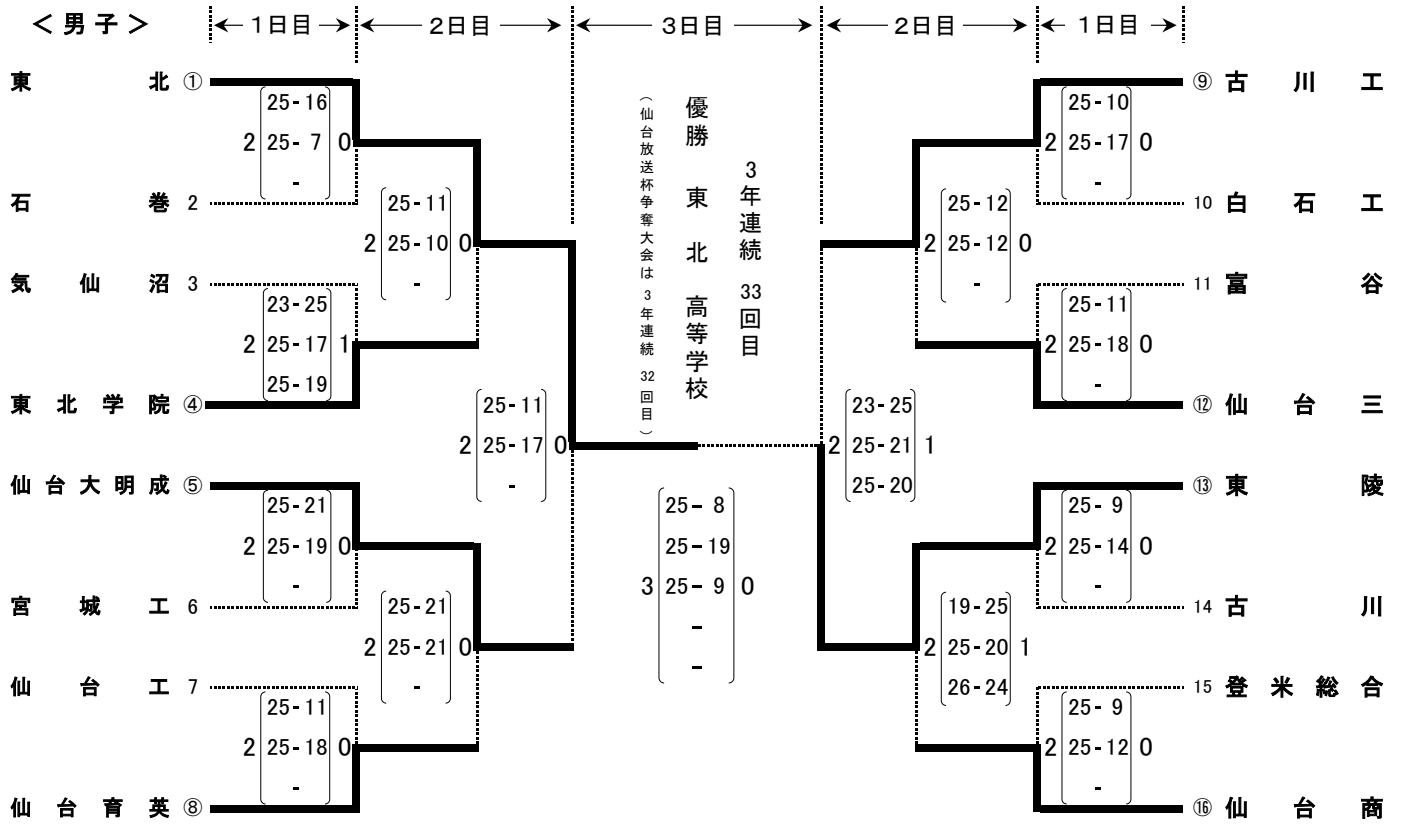 ＜男子＞
1日目
2日目
3日目
2日目
1日目
東北 ①
25-16
2 25-7 0
-
石巻 2
25-11
2 25-10 0
-
気仙沼 3
23-25
2 25-17 1
25-19
東北学院 ④
25-11
2 25-17 0
-
仙台大明成 ⑤
25-21
2 25-19 0
-
宮城工 6
25-21
2 25-21 0
-
仙台工 7
25-11
2 25-18 0
-
仙台育英 ⑧
3年連続 33回目
優勝 東北高等学校
（仙台放送杯争奪大会は 3年連続 32回目）
25-8
25-19
3 25-9 0
-
-
⑨ 古川工
25-10
2 25-17 0
-
10 白石工
25-12
2 25-12 0
-
11 富谷
25-11
2 25-18 0
-
⑫ 仙台三
23-25
2 25-21 1
25-20
⑬ 東陵
25-9
2 25-14 0
-
14 古川
19-25
2 25-20 1
26-24
15 登米総合
25-9
2 25-12 0
-
⑯ 仙台商